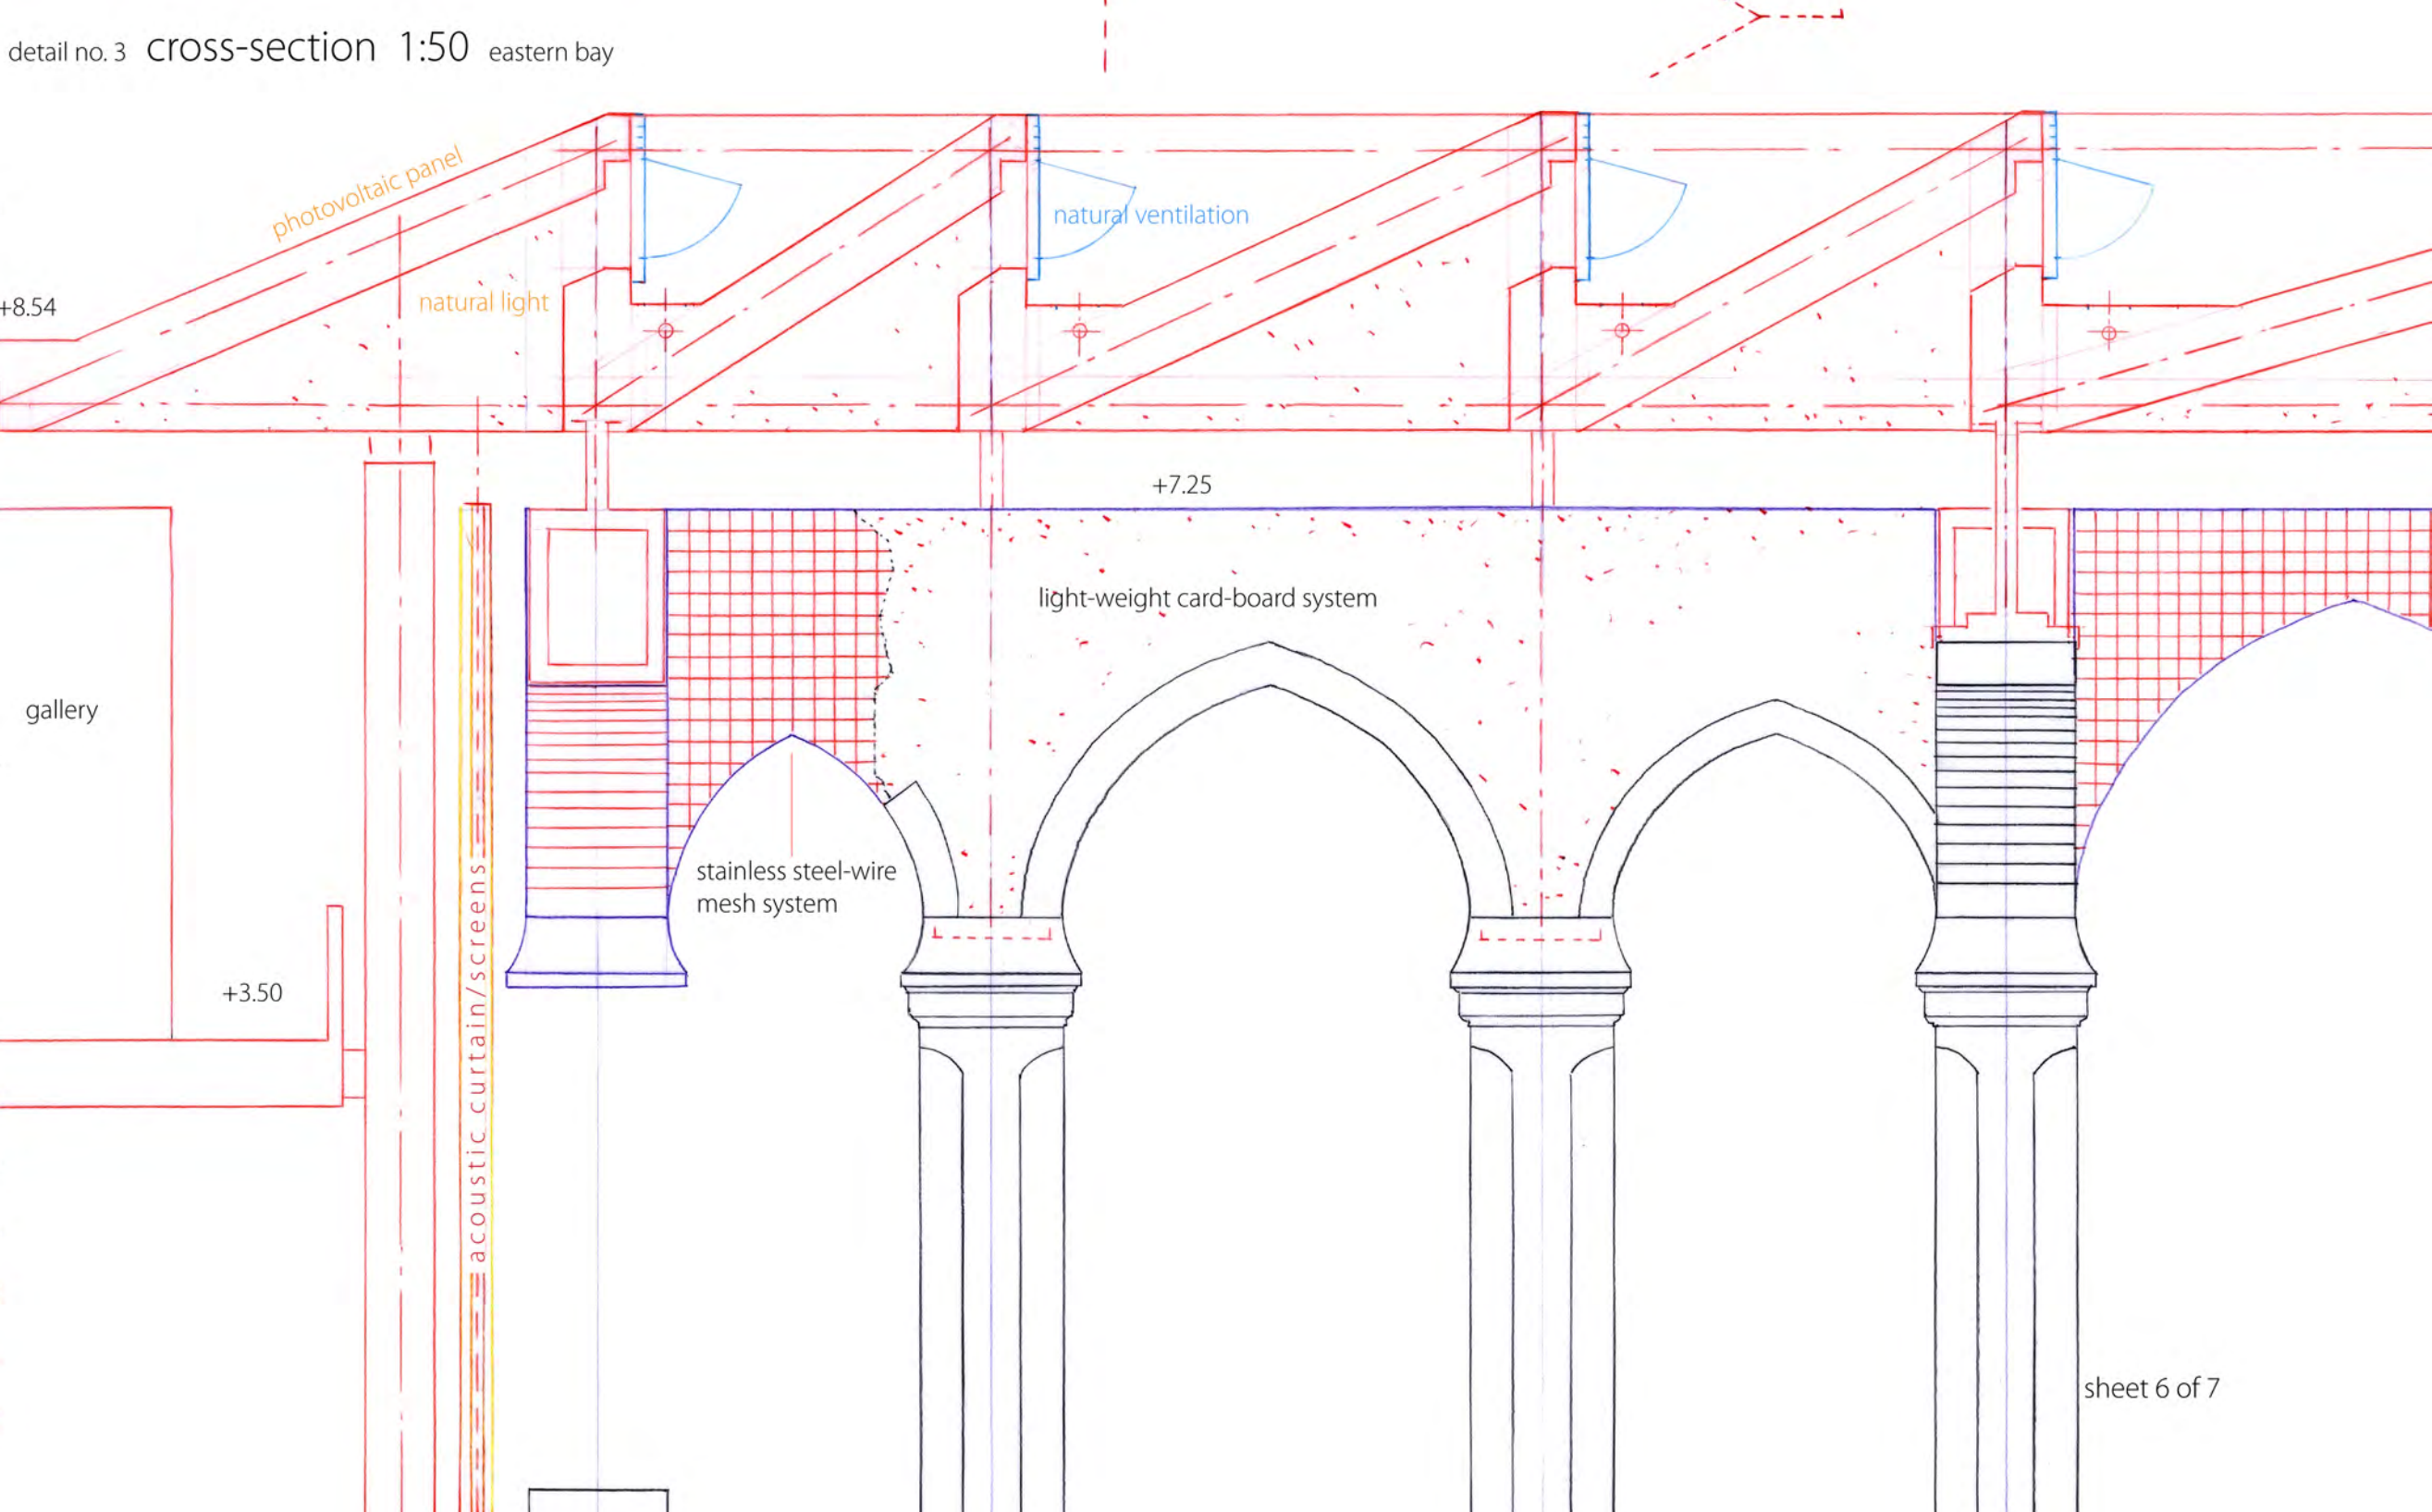 detail no. 3 cross-section 1:50 eastern bay
photovoltaic panel
natural ventilation
natural light
+8.54
+7.25
light-weight card-board system
gallery
stainless steel-wire
mesh system
acoustic curtain/screens
+3.50
sheet 6 of 7